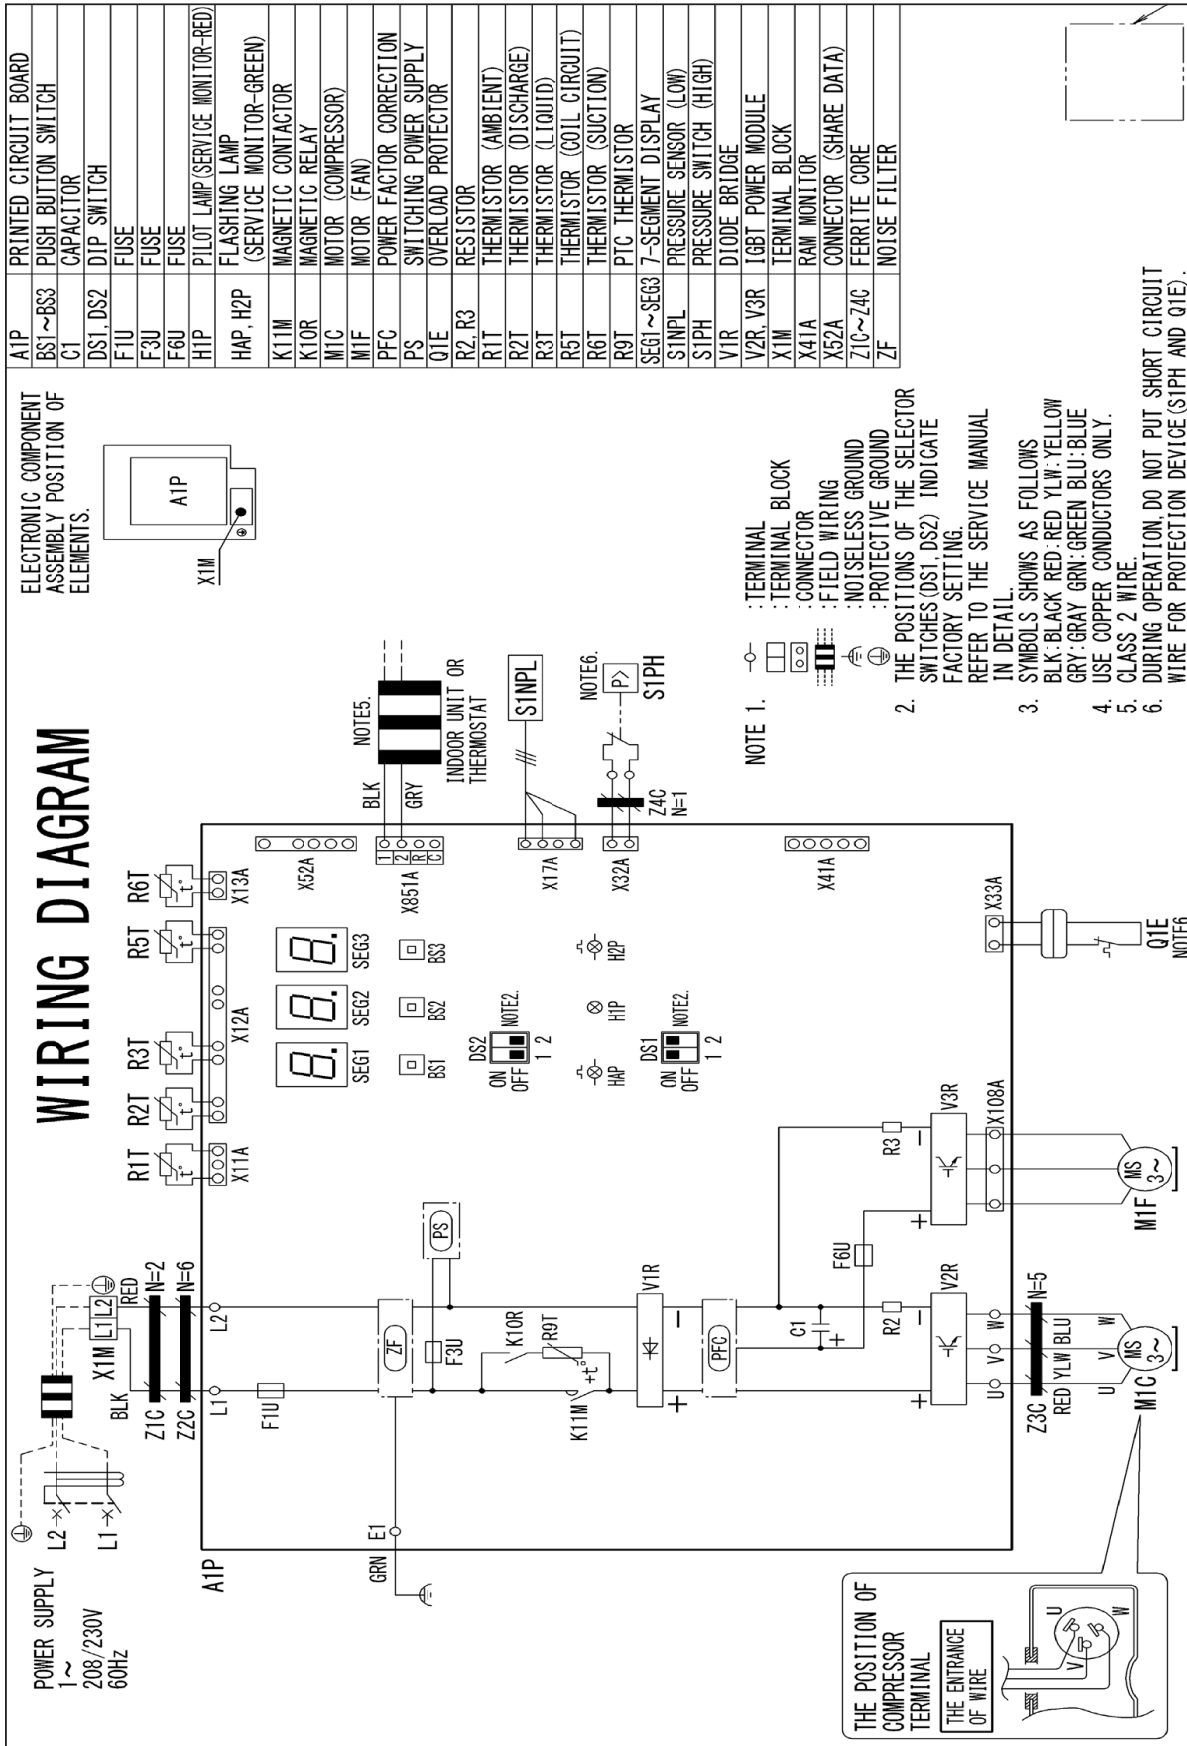 WIRING DIAGRAM
POWER SUPPLY
1~
208/230V
60Hz
L2
L1
X1M
L1 L2
BLK
RED
Z1C
N=2
Z2C
N=6
L1
L2
A1P
F1U
GRN
E1
ZF
F3U
PS
K10R
R9T
K11M
+t°
V1R
+
-
PFC
C1
+
F6U
R2
R3
+
-
V2R
+
-
V3R
X108A
U V W
Z3C
N=5
RED YLW BLU
U V W
M1C
MS
3~
M1F
MS
3~
R1T
t°
X11A
R2T
t°
R3T
t°
X12A
R5T
t°
R6T
t°
X13A
SEG1
SEG2
SEG3
BS1
BS2
BS3
DS2
ON
OFF
1 2
NOTE2.
HAP
H1P
H2P
DS1
ON
OFF
1 2
NOTE2.
X52A
X851A
1
2
R
C
BLK
GRY
NOTE5.
INDOOR UNIT OR
THERMOSTAT
X17A
S1NPL
X32A
Z4C
N=1
NOTE6.
P>
S1PH
X41A
X33A
Q1E
NOTE6
THE POSITION OF
COMPRESSOR
TERMINAL
THE ENTRANCE
OF WIRE
U
V
W
ELECTRONIC COMPONENT
ASSEMBLY POSITION OF
ELEMENTS.
A1P
X1M
NOTE 1. :TERMINAL
:TERMINAL BLOCK
:CONNECTOR
:FIELD WIRING
:NOISELESS GROUND
:PROTECTIVE GROUND
2. THE POSITIONS OF THE SELECTOR
SWITCHES(DS1, DS2) INDICATE
FACTORY SETTING.
REFER TO THE SERVICE MANUAL
IN DETAIL.
3. SYMBOLS SHOWS AS FOLLOWS
BLK:BLACK RED:RED YLW:YELLOW
GRY:GRAY GRN:GREEN BLU:BLUE
4. USE COPPER CONDUCTORS ONLY.
5. CLASS 2 WIRE.
6. DURING OPERATION, DO NOT PUT SHORT CIRCUIT
WIRE FOR PROTECTION DEVICE(S1PH AND Q1E).
A1P PRINTED CIRCUIT BOARD
BS1~BS3 PUSH BUTTON SWITCH
C1 CAPACITOR
DS1, DS2 DIP SWITCH
F1U FUSE
F3U FUSE
F6U FUSE
H1P PILOT LAMP(SERVICE MONITOR-RED)
HAP, H2P FLASHING LAMP
(SERVICE MONITOR-GREEN)
K11M MAGNETIC CONTACTOR
K10R MAGNETIC RELAY
M1C MOTOR (COMPRESSOR)
M1F MOTOR (FAN)
PFC POWER FACTOR CORRECTION
PS SWITCHING POWER SUPPLY
Q1E OVERLOAD PROTECTOR
R2, R3 RESISTOR
R1T THERMISTOR (AMBIENT)
R2T THERMISTOR (DISCHARGE)
R3T THERMISTOR (LIQUID)
R5T THERMISTOR (COIL CIRCUIT)
R6T THERMISTOR (SUCTION)
R9T PTC THERMISTOR
SEG1~SEG3 7-SEGMENT DISPLAY
S1NPL PRESSURE SENSOR (LOW)
S1PH PRESSURE SWITCH (HIGH)
V1R DIODE BRIDGE
V2R, V3R IGBT POWER MODULE
X1M TERMINAL BLOCK
X41A RAM MONITOR
X52A CONNECTOR (SHARE DATA)
Z1C~Z4C FERRITE CORE
ZF NOISE FILTER